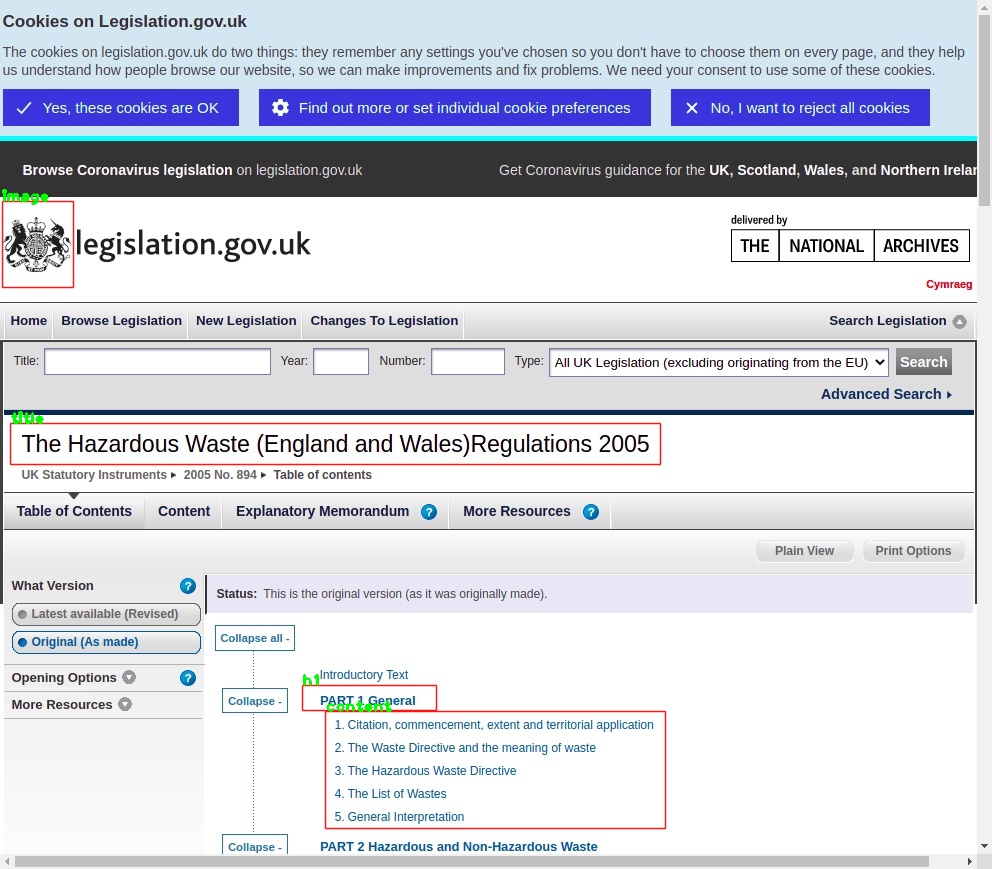 Cookies on Legislation.gov.uk
The cookies on legislation.gov.uk do two things: they remember any settings you've chosen so you don't have to choose them on every page, and they help
us understand how people browse our website, so we can make improvements and fix problems. We need your consent to use some of these cookies.
Yes, these cookies are OK
Find out more or set individual cookie preferences
No, I want to reject all cookies
Browse Coronavirus legislation on legislation.gov.uk
Get Coronavirus guidance for the UK, Scotland, Wales, and Northern Irelan
image
legislation.gov.uk
delivered by
THE NATIONAL ARCHIVES
Cymraeg
Home Browse Legislation New Legislation Changes To Legislation Search Legislation
Title: Year: Number: Type: All UK Legislation (excluding originating from the EU) Search
Advanced Search
title
The Hazardous Waste (England and Wales)Regulations 2005
UK Statutory Instruments 2005 No. 894 Table of contents
Table of Contents Content Explanatory Memorandum ? More Resources ?
Plain View Print Options
What Version ?
Latest available (Revised)
Original (As made)
Opening Options ?
More Resources
Status: This is the original version (as it was originally made).
Collapse all -
Introductory Text
h1
Collapse - PART 1 General
content
1. Citation, commencement, extent and territorial application
2. The Waste Directive and the meaning of waste
3. The Hazardous Waste Directive
4. The List of Wastes
5. General Interpretation
Collapse - PART 2 Hazardous and Non-Hazardous Waste